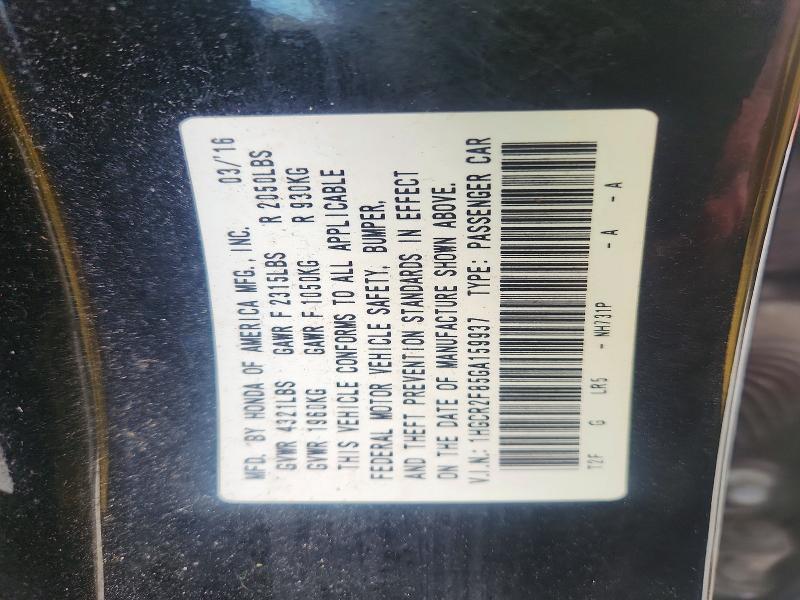 MFD. BY HONDA OF AMERICA MFG., INC. 03/'16
GVWR 4321LBS GAWR F 2315LBS R 2050LBS
GVWR 1960KG GAWR F 1050KG R 930KG
THIS VEHICLE CONFORMS TO ALL APPLICABLE
FEDERAL MOTOR VEHICLE SAFETY, BUMPER,
AND THEFT PREVENTION STANDARDS IN EFFECT
ON THE DATE OF MANUFACTURE SHOWN ABOVE.
V.I.N.: 1HGCR2F85GA159937 TYPE: PASSENGER CAR
T2F G LR5 - NH731P - A - A